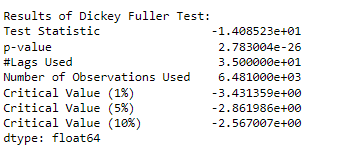 Results of Dickey Fuller Test:
Test Statistic -1.408523e+01
p-value 2.783004e-26
#Lags Used 3.500000e+01
Number of Observations Used 6.481000e+03
Critical Value (1%) -3.431359e+00
Critical Value (5%) -2.861986e+00
Critical Value (10%) -2.567007e+00
dtype: float64